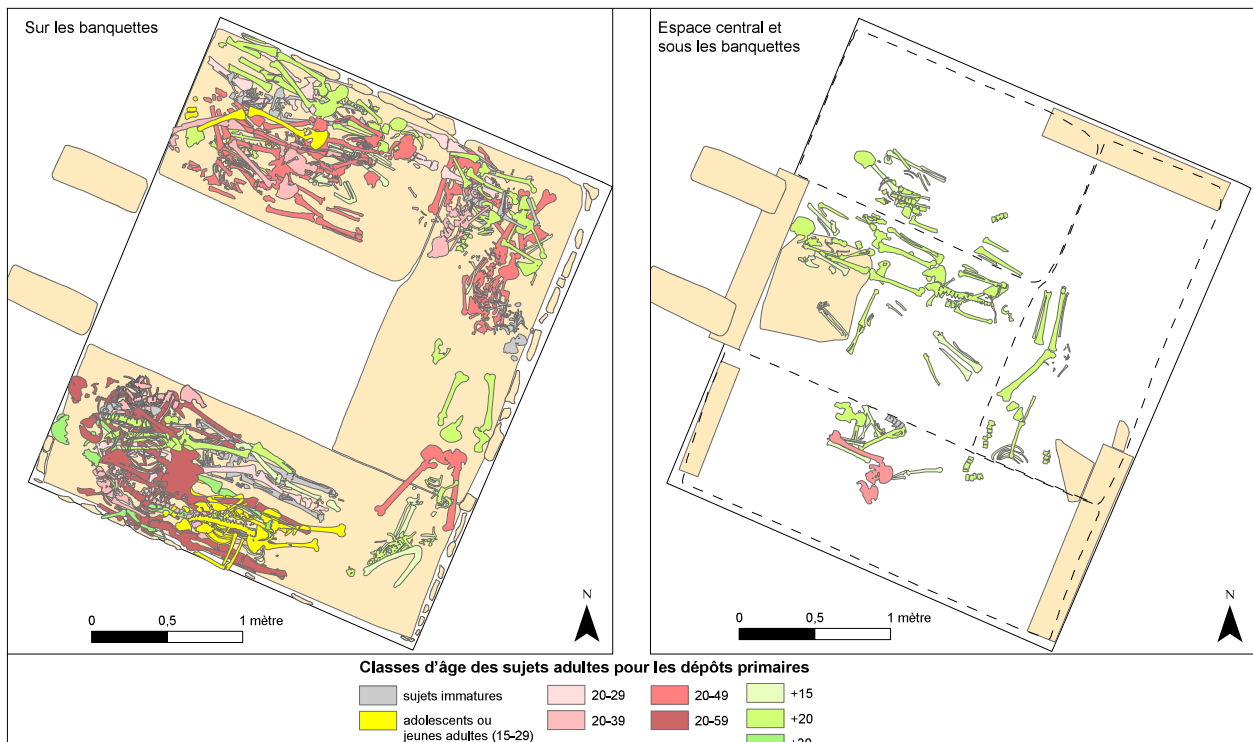 Sur les banquettes
N
0
0,5
1 mètre
Espace central et
sous les banquettes
N
0
0,5
1 mètre
Classes d'âge des sujets adultes pour les dépôts primaires
sujets immatures
20-29
20-49
+15
adolescents ou
jeunes adultes (15-29)
20-39
20-59
+20